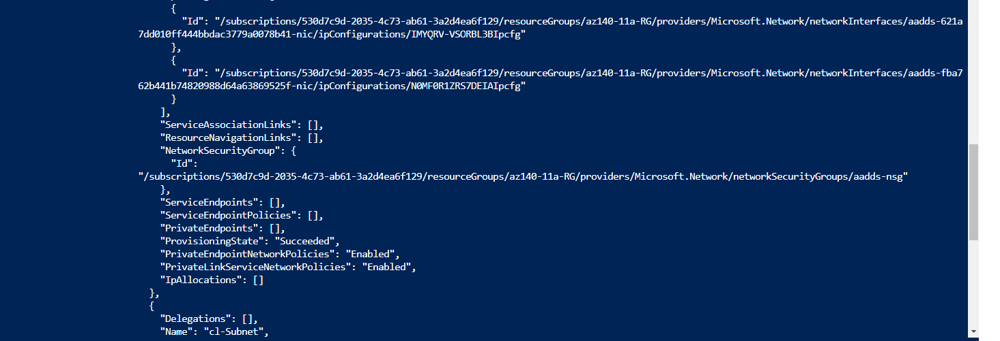 {
"Id": "/subscriptions/530d7c9d-2035-4c73-ab61-3a2d4ea6f129/resourceGroups/az140-11a-RG/providers/Microsoft.Network/networkInterfaces/aadds-621a
7dd010ff444bbdac3779a0078b41-nic/ipConfigurations/IMYQRV-VSORBL3BIpcfg"
},
{
"Id": "/subscriptions/530d7c9d-2035-4c73-ab61-3a2d4ea6f129/resourceGroups/az140-11a-RG/providers/Microsoft.Network/networkInterfaces/aadds-fba7
62b441b74820988d64a63869525f-nic/ipConfigurations/N0MF0R1ZRS7DEIAIpcfg"
}
],
"ServiceAssociationLinks": [],
"ResourceNavigationLinks": [],
"NetworkSecurityGroup": {
"Id":
"/subscriptions/530d7c9d-2035-4c73-ab61-3a2d4ea6f129/resourceGroups/az140-11a-RG/providers/Microsoft.Network/networkSecurityGroups/aadds-nsg"
},
"ServiceEndpoints": [],
"ServiceEndpointPolicies": [],
"PrivateEndpoints": [],
"ProvisioningState": "Succeeded",
"PrivateEndpointNetworkPolicies": "Enabled",
"PrivateLinkServiceNetworkPolicies": "Enabled",
"IpAllocations": []
},
{
"Delegations": [],
"Name": "cl-Subnet",